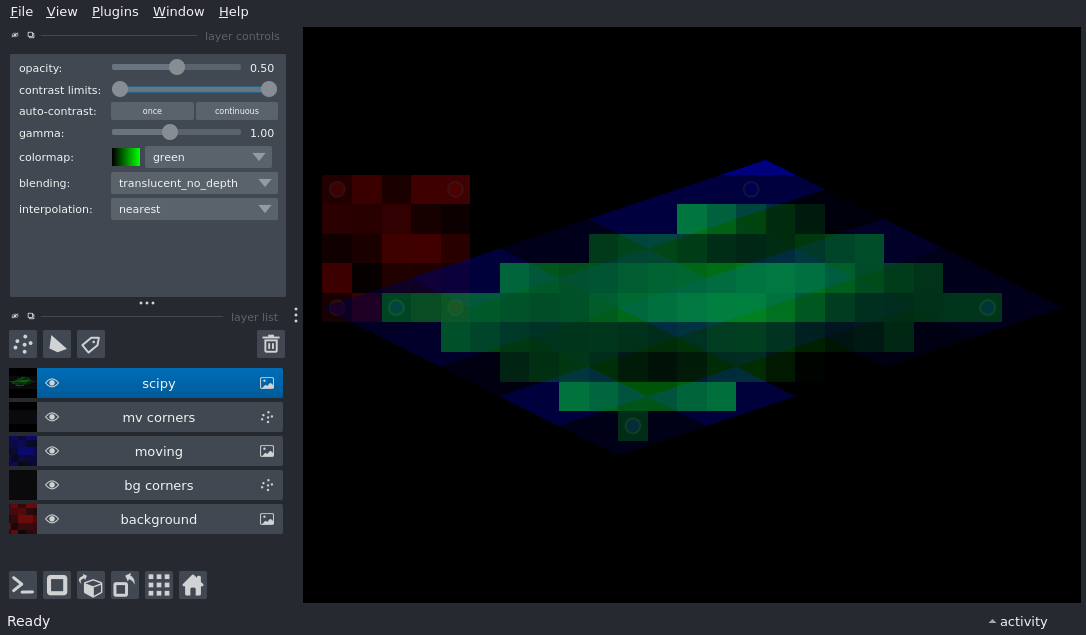 File View Plugins Window Help
layer controls
opacity: 0.50
contrast limits:
auto-contrast: once continuous
gamma: 1.00
colormap: green
blending: translucent_no_depth
interpolation: nearest
layer list
scipy
mv corners
moving
bg corners
background
Ready activity